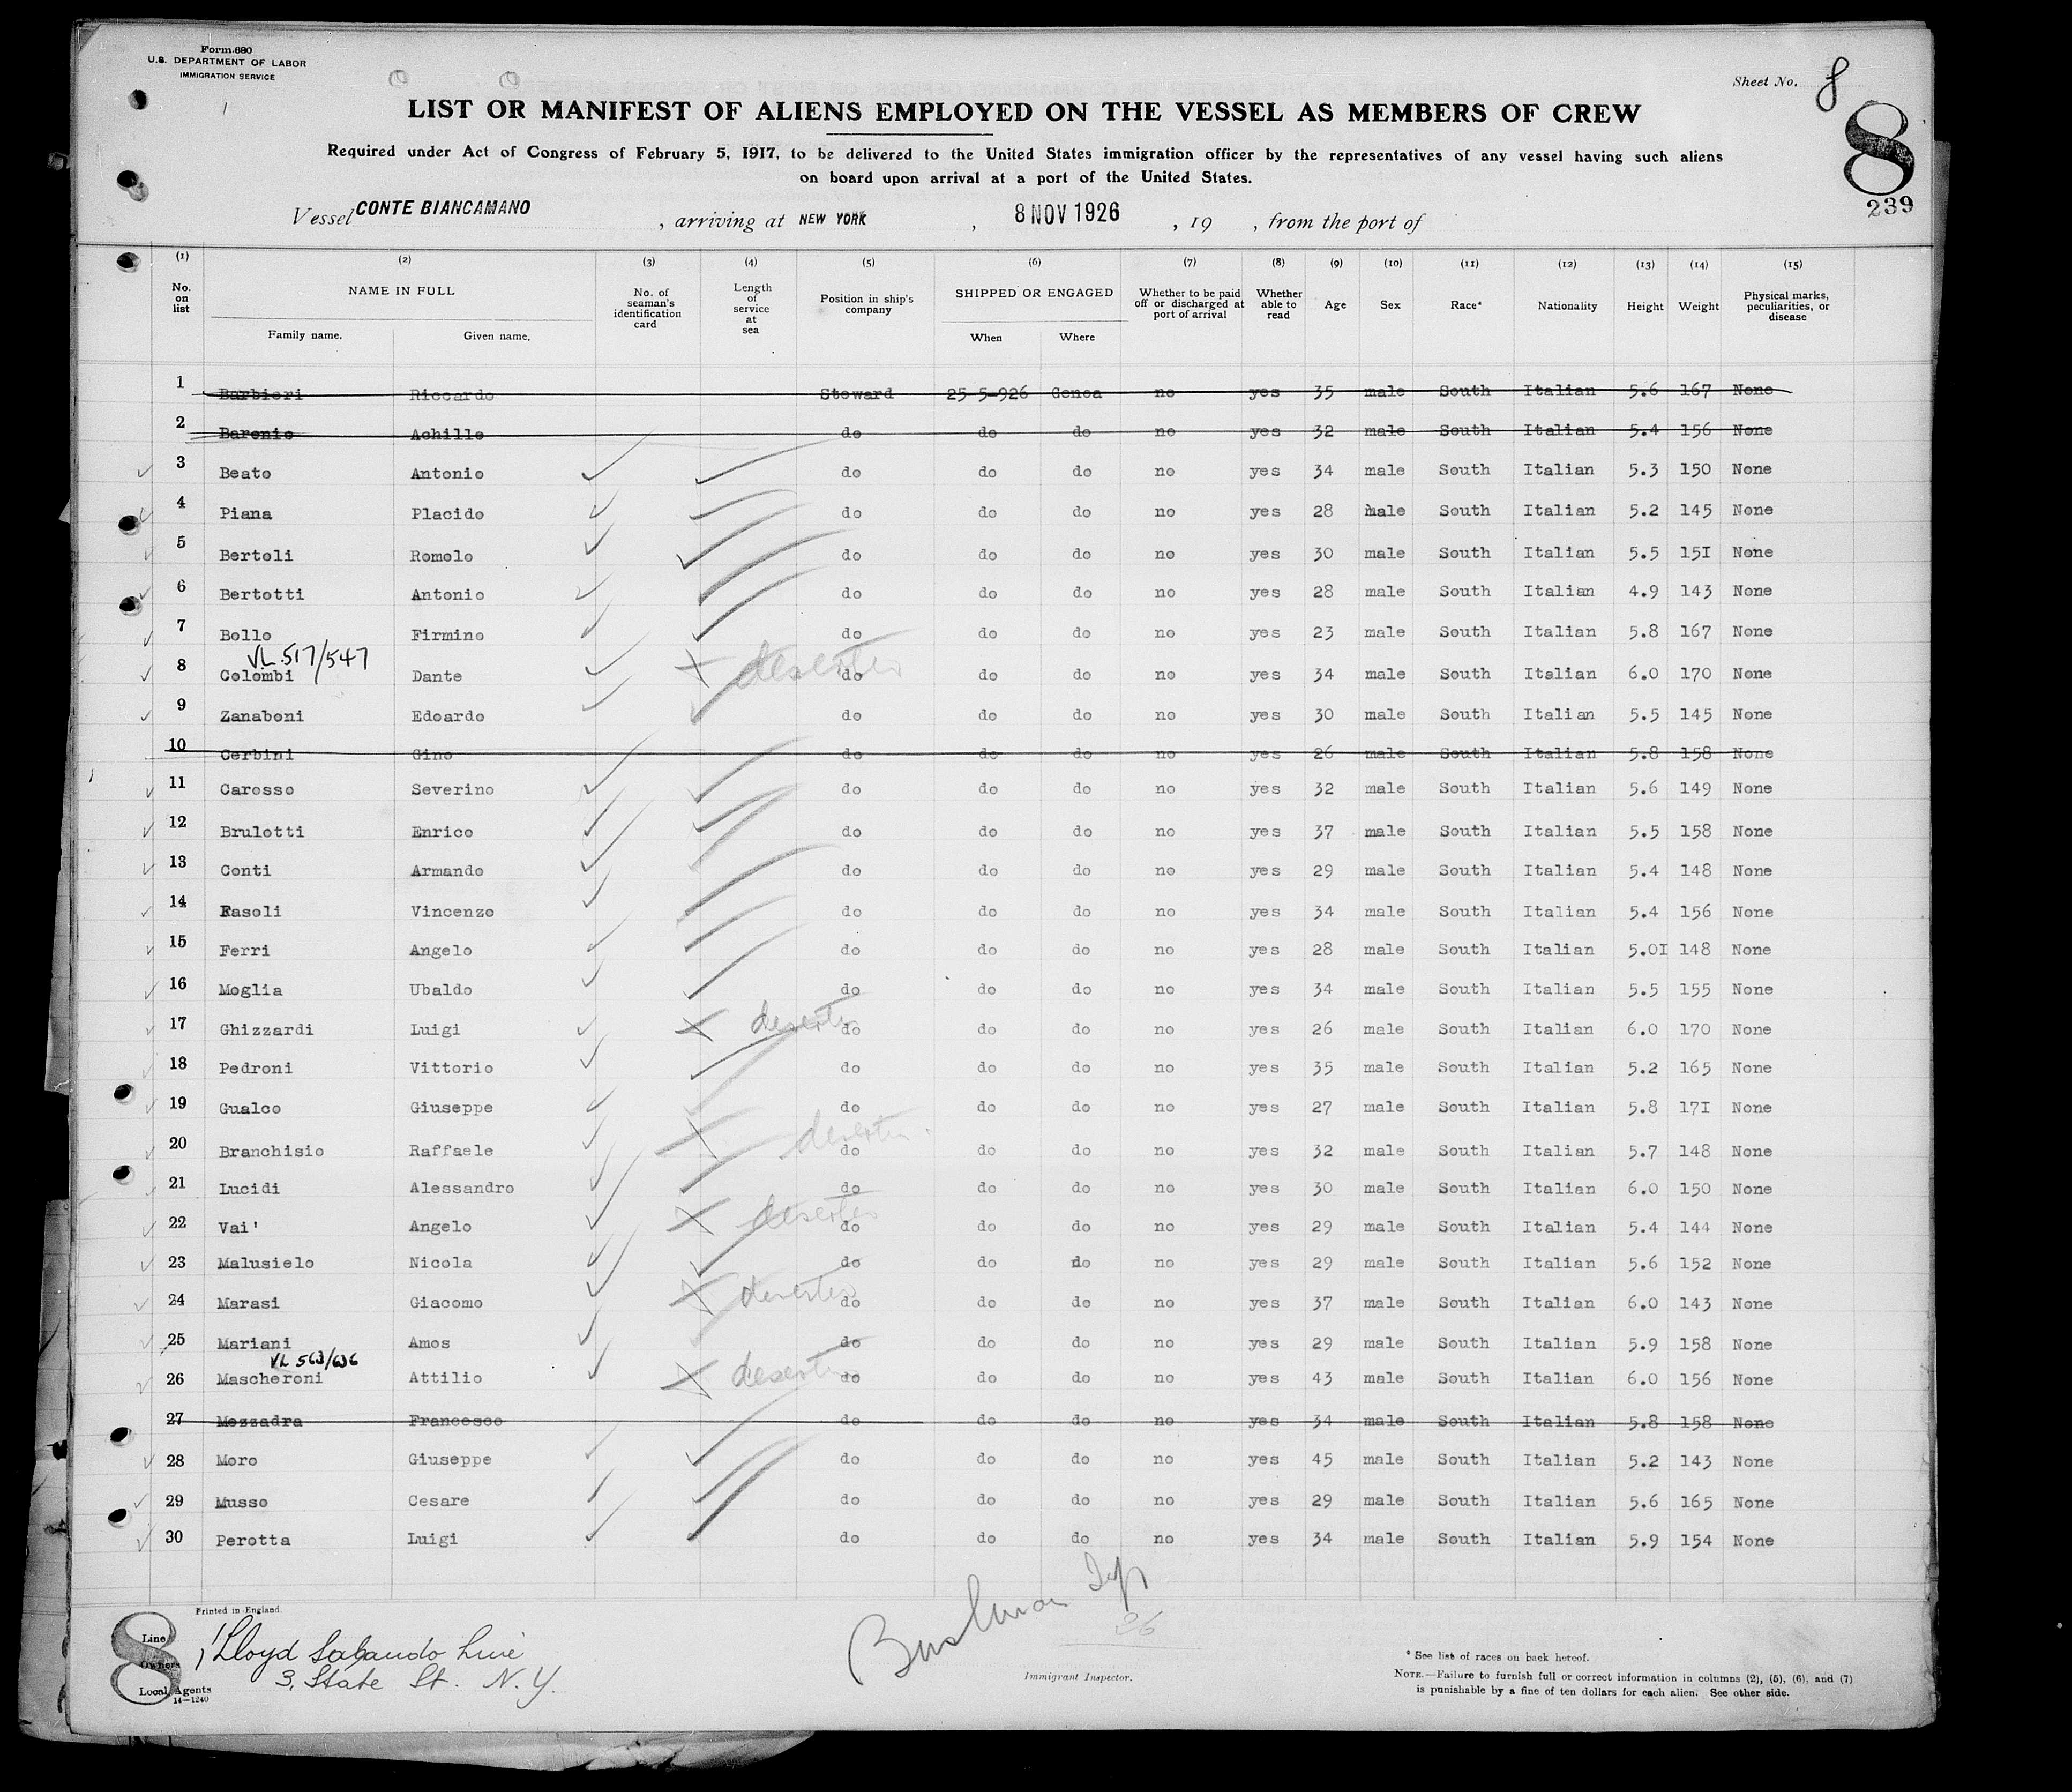 Form 680
U.S. DEPARTMENT OF LABOR
IMMIGRATION SERVICE
Sheet No. 8
8
239
LIST OR MANIFEST OF ALIENS EMPLOYED ON THE VESSEL AS MEMBERS OF CREW
Required under Act of Congress of February 5, 1917, to be delivered to the United States immigration officer by the representatives of any vessel having such aliens
on board upon arrival at a port of the United States.
Vessel CONTE BIANCAMANO, arriving at NEW YORK, 8 NOV 1926, 19 , from the port of
(1) (2) (3) (4) (5) (6) (7) (8) (9) (10) (11) (12) (13) (14) (15)
No. on list NAME IN FULL Family name. Given name. No. of seaman's identification card Length of service at sea Position in ship's company SHIPPED OR ENGAGED When Where Whether to be paid off or discharged at port of arrival Whether able to read Age Sex Race* Nationality Height Weight Physical marks, peculiarities, or disease
1 Barbieri Riccardo Steward 25-5-926 Genoa no yes 35 male South Italian 5.6 167 None
2 Baronio Achille do do do no yes 32 male South Italian 5.4 156 None
3 Beato Antonio do do do no yes 34 male South Italian 5.3 150 None
4 Piana Placido do do do no yes 28 male South Italian 5.2 145 None
5 Bertoli Romolo do do do no yes 30 male South Italian 5.5 15I None
6 Bertotti Antonio do do do no yes 28 male South Italian 4.9 143 None
7 Bollo Firmino do do do no yes 23 male South Italian 5.8 167 None
VL 517/547
8 Colombi Dante deserter do do do no yes 34 male South Italian 6.0 170 None
9 Zanaboni Edoardo do do do no yes 30 male South Italian 5.5 145 None
10 Cerbini Gino do do do no yes 26 male South Italian 5.8 158 None
11 Carosso Severino do do do no yes 32 male South Italian 5.6 149 None
12 Brulotti Enrico do do do no yes 37 male South Italian 5.5 158 None
13 Conti Armando do do do no yes 29 male South Italian 5.4 148 None
14 Fasoli Vincenzo do do do no yes 34 male South Italian 5.4 156 None
15 Ferri Angelo do do do no yes 28 male South Italian 5.0I 148 None
16 Moglia Ubaldo do do do no yes 34 male South Italian 5.5 155 None
17 Ghizzardi Luigi deserter do do do no yes 26 male South Italian 6.0 170 None
18 Pedroni Vittorio do do do no yes 35 male South Italian 5.2 165 None
19 Gualco Giuseppe do do do no yes 27 male South Italian 5.8 17I None
20 Branchisio Raffaele deserter do do do no yes 32 male South Italian 5.7 148 None
21 Lucidi Alessandro do do do no yes 30 male South Italian 6.0 150 None
22 Vai' Angelo deserter do do do no yes 29 male South Italian 5.4 144 None
23 Malusielo Nicola do do do no yes 29 male South Italian 5.6 152 None
24 Marasi Giacomo deserter do do do no yes 37 male South Italian 6.0 143 None
25 Mariani Amos do do do no yes 29 male South Italian 5.9 158 None
VL 563/636
26 Mascheroni Attilio deserter do do do no yes 43 male South Italian 6.0 156 None
27 Mozzadra Francesco do do do no yes 34 male South Italian 5.8 158 None
28 Moro Giuseppe do do do no yes 45 male South Italian 5.2 143 None
29 Musso Cesare do do do no yes 29 male South Italian 5.6 165 None
30 Perotta Luigi do do do no yes 34 male South Italian 5.9 154 None
Printed in England
8
Line
Owners
Local Agents
14—1240
Lloyd Sabaudo Line
3, State St. N.Y.
26
Immigrant Inspector.
* See list of races on back hereof.
NOTE.—Failure to furnish full or correct information in columns (2), (5), (6), and (7)
is punishable by a fine of ten dollars for each alien. See other side.